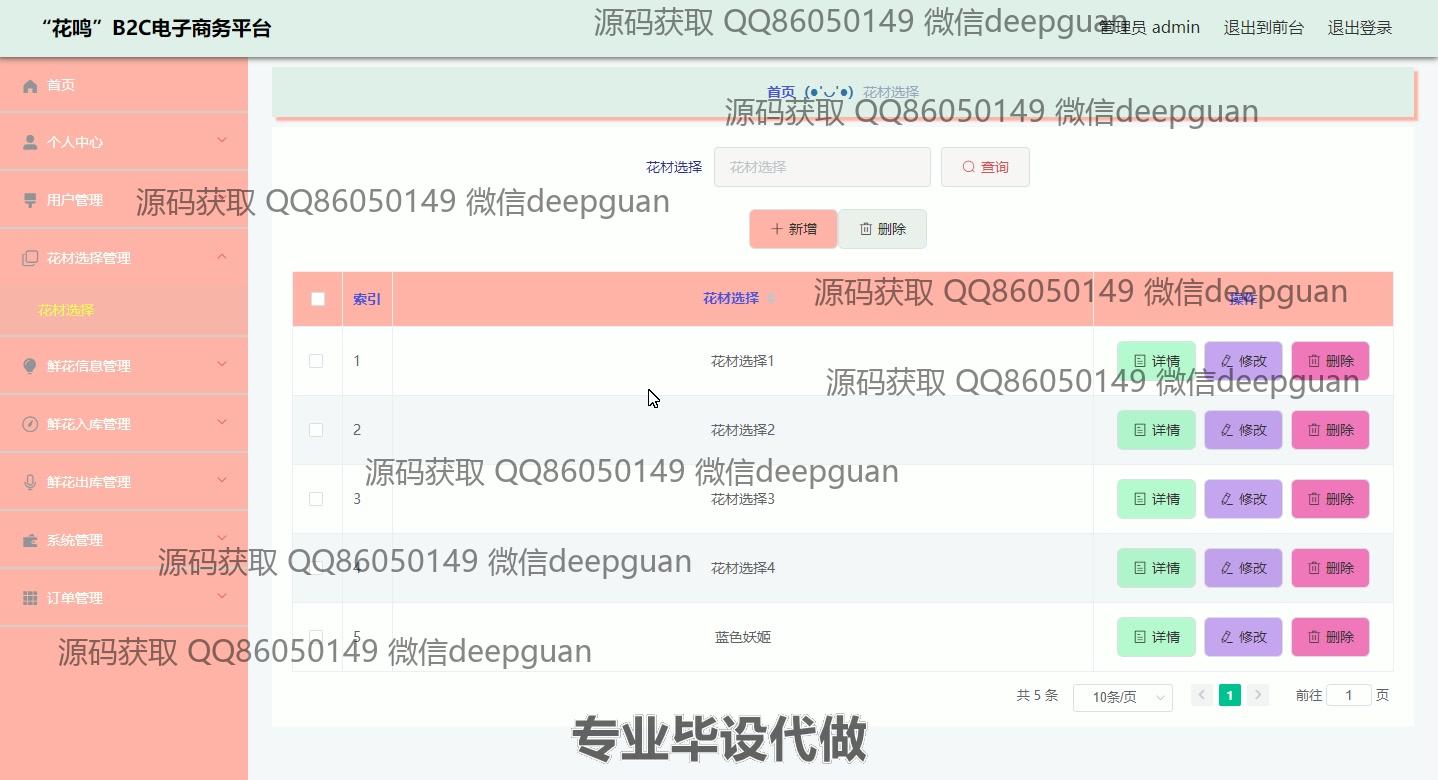 “花鸣”B2C电子商务平台
源码获取 QQ86050149 微信deepguan
管理员 admin
退出到前台
退出登录
首页
个人中心
用户管理
花材选择管理
花材选择
鲜花信息管理
鲜花入库管理
鲜花出库管理
系统管理
订单管理
首页 (●'◡'●) 花材选择
源码获取 QQ86050149 微信deepguan
花材选择 花材选择 查询
源码获取 QQ86050149 微信deepguan
新增 删除
索引 花材选择 操作
源码获取 QQ86050149 微信deepguan
1 花材选择1 详情 修改 删除
源码获取 QQ86050149 微信deepguan
2 花材选择2 详情 修改 删除
源码获取 QQ86050149 微信deepguan
3 花材选择3 详情 修改 删除
源码获取 QQ86050149 微信deepguan
4 花材选择4 详情 修改 删除
5 蓝色妖姬 详情 修改 删除
源码获取 QQ86050149 微信deepguan
共 5 条 10条/页 1 前往 1 页
专业毕设代做